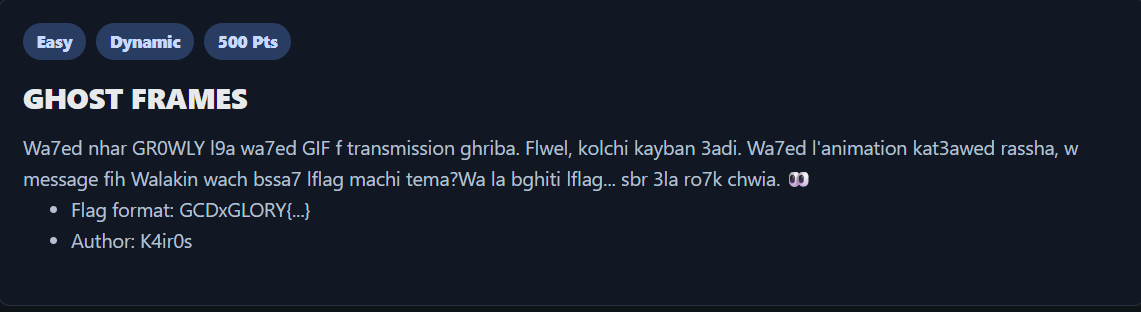 Easy Dynamic 500 Pts
GHOST FRAMES
Wa7ed nhar GR0WLY l9a wa7ed GIF f transmission ghriba. Flwel, kolchi kayban 3adi. Wa7ed l'animation kat3awed rassha, w
message fih Walakin wach bssa7 lflag machi tema?Wa la bghiti lflag... sbr 3la ro7k chwia. 👀
• Flag format: GCDxGLORY{...}
• Author: K4ir0s